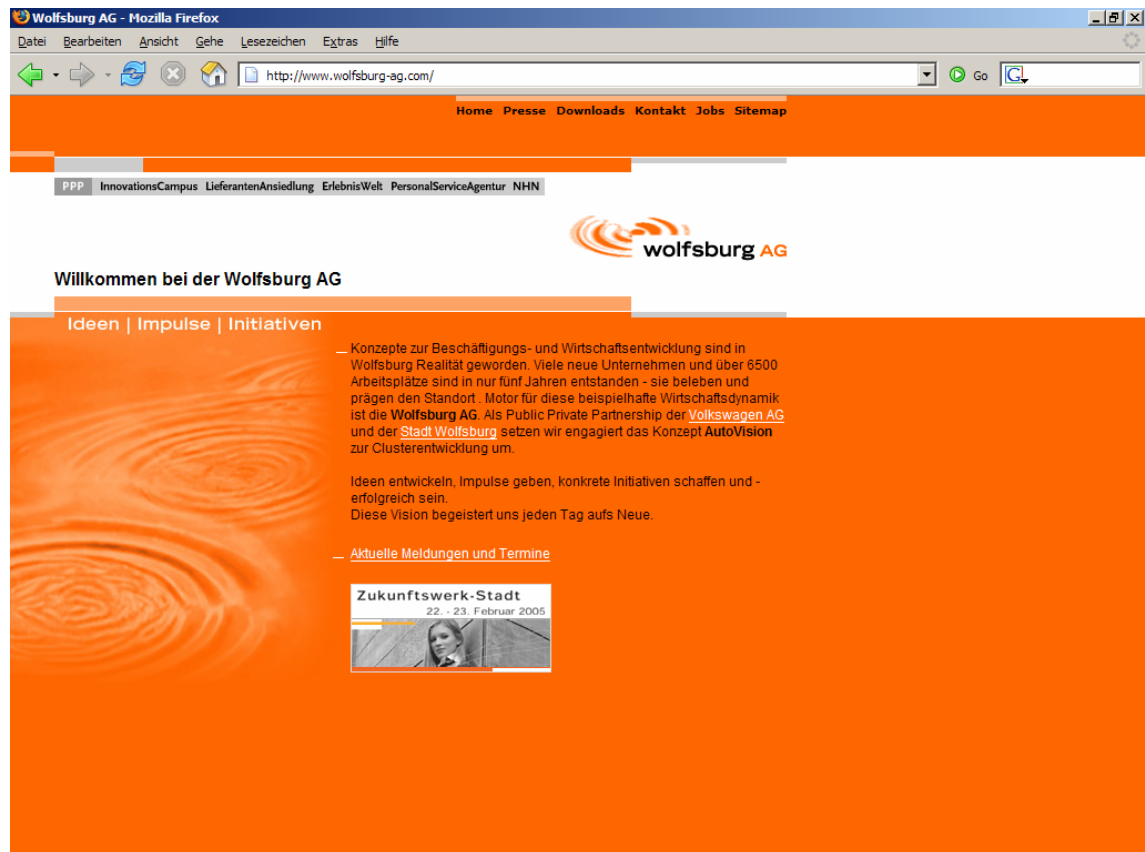 Wolfsburg AG - Mozilla Firefox
Datei Bearbeiten Ansicht Gehe Lesezeichen Extras Hilfe
http://www.wolfsburg-ag.com/ Go G
Home Presse Downloads Kontakt Jobs Sitemap
PPP InnovationsCampus LieferantenAnsiedlung ErlebnisWelt PersonalServiceAgentur NHN
wolfsburg AG
Willkommen bei der Wolfsburg AG
Ideen | Impulse | Initiativen
Konzepte zur Beschäftigungs- und Wirtschaftsentwicklung sind in
Wolfsburg Realität geworden. Viele neue Unternehmen und über 6500
Arbeitsplätze sind in nur fünf Jahren entstanden - sie beleben und
prägen den Standort . Motor für diese beispielhafte Wirtschaftsdynamik
ist die Wolfsburg AG. Als Public Private Partnership der Volkswagen AG
und der Stadt Wolfsburg setzen wir engagiert das Konzept AutoVision
zur Clusterentwicklung um.
Ideen entwickeln, Impulse geben, konkrete Initiativen schaffen und -
erfolgreich sein.
Diese Vision begeistert uns jeden Tag aufs Neue.
Aktuelle Meldungen und Termine
Zukunftswerk-Stadt
22. - 23. Februar 2005